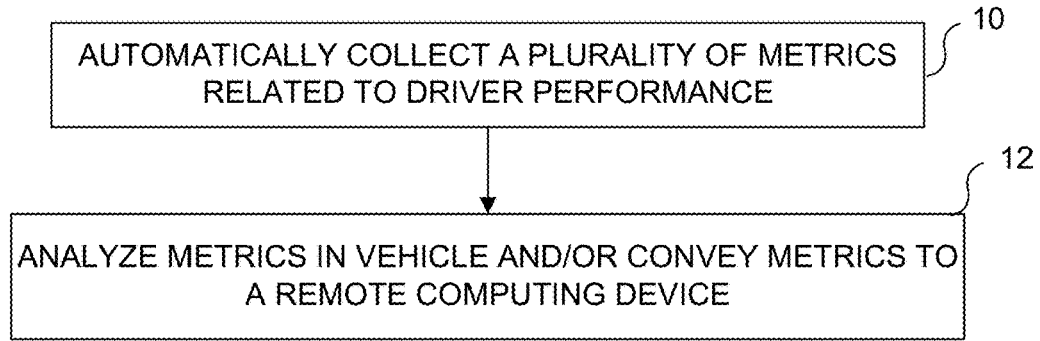 10
AUTOMATICALLY COLLECT A PLURALITY OF METRICS
RELATED TO DRIVER PERFORMANCE
12
ANALYZE METRICS IN VEHICLE AND/OR CONVEY METRICS TO
A REMOTE COMPUTING DEVICE